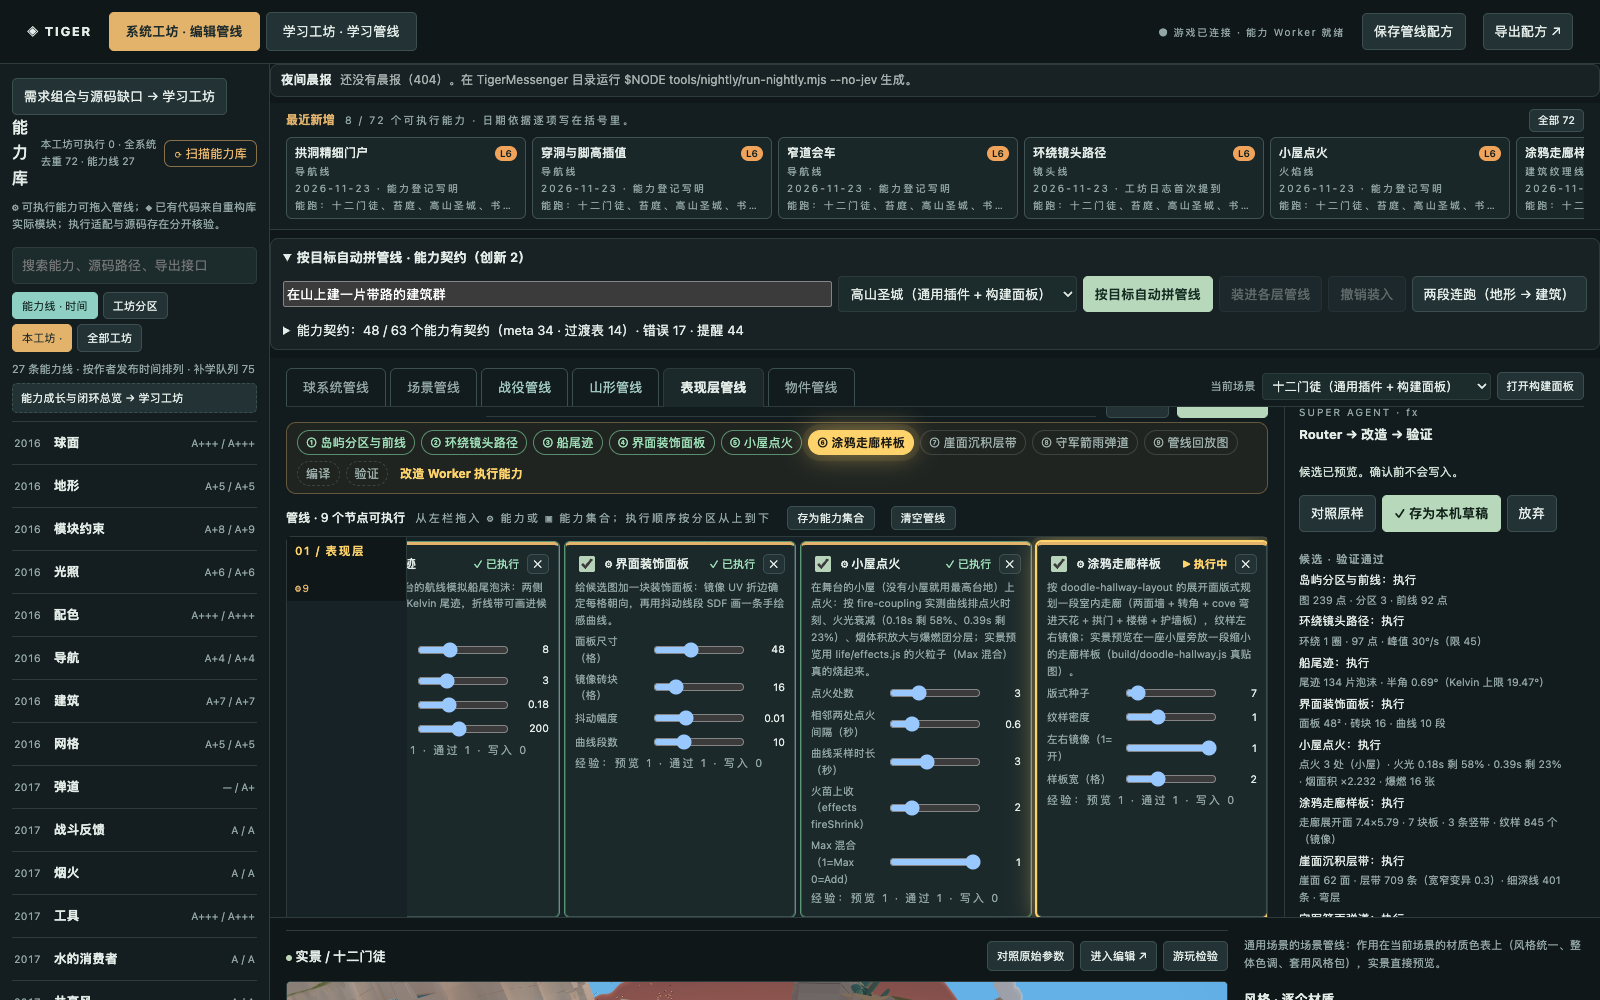 ◈ TIGER
系统工坊 · 编辑管线
学习工坊 · 学习管线
游戏已连接 · 能力 Worker 就绪
保存管线配方
导出配方 ↗
需求组合与源码缺口 → 学习工坊
能力库
本工坊可执行 0 · 全系统去重 72 · 能力线 27
⟳ 扫描能力库
⚙ 可执行能力可拖入管线；◆ 已有代码来自重构库实际模块；执行适配与源码存在分开核验。
搜索能力、源码路径、导出接口
能力线 · 时间
工坊分区
本工坊 ·
全部工坊
27 条能力线 · 按作者发布时间排列 · 补学队列 75
能力成长与闭环总览 → 学习工坊
2016 球面 A+++ / A+++
2016 地形 A+5 / A+5
2016 模块约束 A+8 / A+9
2016 光照 A+6 / A+6
2016 配色 A+++ / A+++
2016 导航 A+4 / A+4
2016 建筑 A+7 / A+7
2016 网格 A+5 / A+5
2017 弹道 — / A+
2017 战斗反馈 A / A
2017 烟火 A / A
2017 工具 A+++ / A+++
2017 水的消费者 A / A
夜间晨报 还没有晨报（404）。在 TigerMessenger 目录运行 $NODE tools/nightly/run-nightly.mjs --no-jev 生成。
最近新增 8 / 72 个可执行能力 · 日期依据逐项写在括号里。
全部 72
拱洞精细门户 L6
导航线
2026-11-23 · 能力登记写明
能跑：十二门徒、苔庭、高山圣城、书…
穿洞与脚高插值 L6
导航线
2026-11-23 · 能力登记写明
能跑：十二门徒、苔庭、高山圣城、书…
窄道会车 L6
导航线
2026-11-23 · 能力登记写明
能跑：十二门徒、苔庭、高山圣城、书…
环绕镜头路径 L6
镜头线
2026-11-23 · 工坊日志首次提到
能跑：十二门徒、苔庭、高山圣城、书…
小屋点火 L6
火焰线
2026-11-23 · 能力登记写明
能跑：十二门徒、苔庭、高山圣城、书…
涂鸦走廊样
建筑纹理线
2026-11-23
能跑：十二
▼ 按目标自动拼管线 · 能力契约（创新 2）
在山上建一片带路的建筑群
高山圣城（通用插件 + 构建面板）
按目标自动拼管线
装进各层管线
撤销装入
两段连跑（地形 → 建筑）
▶ 能力契约：48 / 63 个能力有契约（meta 34 · 过渡表 14）· 错误 17 · 提醒 44
球系统管线
场景管线
战役管线
山形管线
表现层管线
物件管线
当前场景
十二门徒（通用插件 + 构建面板）
打开构建面板
① 岛屿分区与前线
② 环绕镜头路径
③ 船尾迹
④ 界面装饰面板
⑤ 小屋点火
⑥ 涂鸦走廊样板
⑦ 崖面沉积层带
⑧ 守军箭雨弹道
⑨ 管线回放图
编译
验证
改造 Worker 执行能力
管线 · 9 个节点可执行 从左栏拖入 ⚙ 能力或 ▣ 能力集合；执行顺序按分区从上到下
存为能力集合
清空管线
01 / 表现层
⚙9
迹 ✓ 已执行 ✕
台的航线模拟船尾泡沫：两侧
Kelvin 尾迹，折线带可画进候
8
3
0.18
200
1 · 通过 1 · 写入 0
⚙ 界面装饰面板 ✓ 已执行 ✕
给候选图加一块装饰面板：镜像 UV 折边确定每格朝向，再用抖动线段 SDF 画一条手绘感曲线。
面板尺寸（格） 48
镜像砖块（格） 16
抖动幅度 0.01
曲线段数 10
经验：预览 1 · 通过 1 · 写入 0
⚙ 小屋点火 ✓ 已执行 ✕
在舞台的小屋（没有小屋就用最高台地）上点火：按 fire-coupling 实测曲线排点火时刻、火光衰减（0.18s 剩 58%、0.39s 剩 23%）、烟体积放大与爆燃团分层；实景预览用 life/effects.js 的火粒子（Max 混合）真的烧起来。
点火处数 3
相邻两处点火间隔（秒） 0.6
曲线采样时长（秒） 3
火苗上收（effects fireShrink） 2
Max 混合（1=Max 0=Add） 1
经验：预览 1 · 通过 1 · 写入 0
⚙ 涂鸦走廊样板 ▶ 执行中 ✕
按 doodle-hallway-layout 的展开面版式规划一段室内走廊（两面墙 + 转角 + cove 弯进天花 + 拱门 + 楼梯 + 护墙板），纹样左右镜像；实景预览在一座小屋旁放一段缩小的走廊样板（build/doodle-hallway.js 真贴图）。
版式种子 7
纹样密度 1
左右镜像（1=开） 1
样板宽（格） 2
经验：预览 1 · 通过 1 · 写入 0
SUPER AGENT · fx
Router → 改造 → 验证
候选已预览。确认前不会写入。
对照原样
✓ 存为本机草稿
放弃
候选 · 验证通过
岛屿分区与前线：执行
图 239 点 · 分区 3 · 前线 92 点
环绕镜头路径：执行
环绕 1 圈 · 97 点 · 峰值 30°/s（限 45）
船尾迹：执行
尾迹 134 片泡沫 · 半角 0.69°（Kelvin 上限 19.47°）
界面装饰面板：执行
面板 48² · 砖块 16 · 曲线 10 段
小屋点火：执行
点火 3 处（小屋）· 火光 0.18s 剩 58% · 0.39s 剩 23% · 烟面积 ×2.232 · 爆燃 16 张
涂鸦走廊样板：执行
走廊展开面 7.4×5.79 · 7 块板 · 3 条竖带 · 纹样 845 个（镜像）
崖面沉积层带：执行
崖面 62 面 · 层带 709 条（宽窄变异 0.3）· 细深线 401 条 · 弯层
实景 / 十二门徒
对照原始参数
进入编辑 ↗
游玩检验
通用场景的场景管线：作用在当前场景的材质色表上（风格统一、整体色调、套用风格包），实景直接预览。